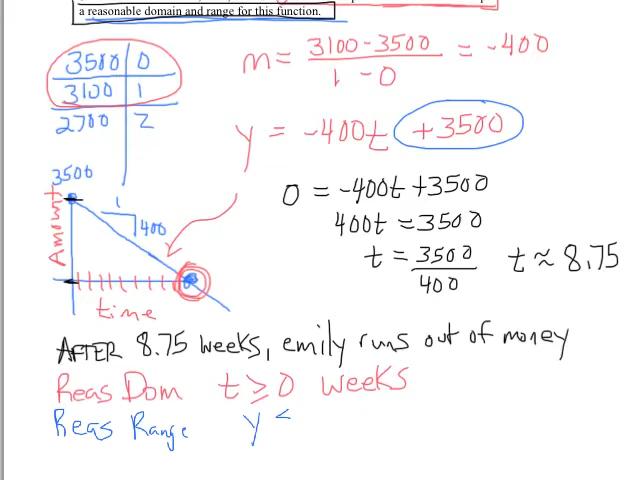 a reasonable domain and range for this function.
3500 0
3100 1
2700 2
m = 3100-3500 / 1-0 = -400
y = -400t +3500
3500
Amount
1
400
time
0 = -400t +3500
400t = 3500
t = 3500 / 400 t ≈ 8.75
AFTER 8.75 weeks, emily runs out of money
Reas Dom t ≥ 0 weeks
Reas Range y <